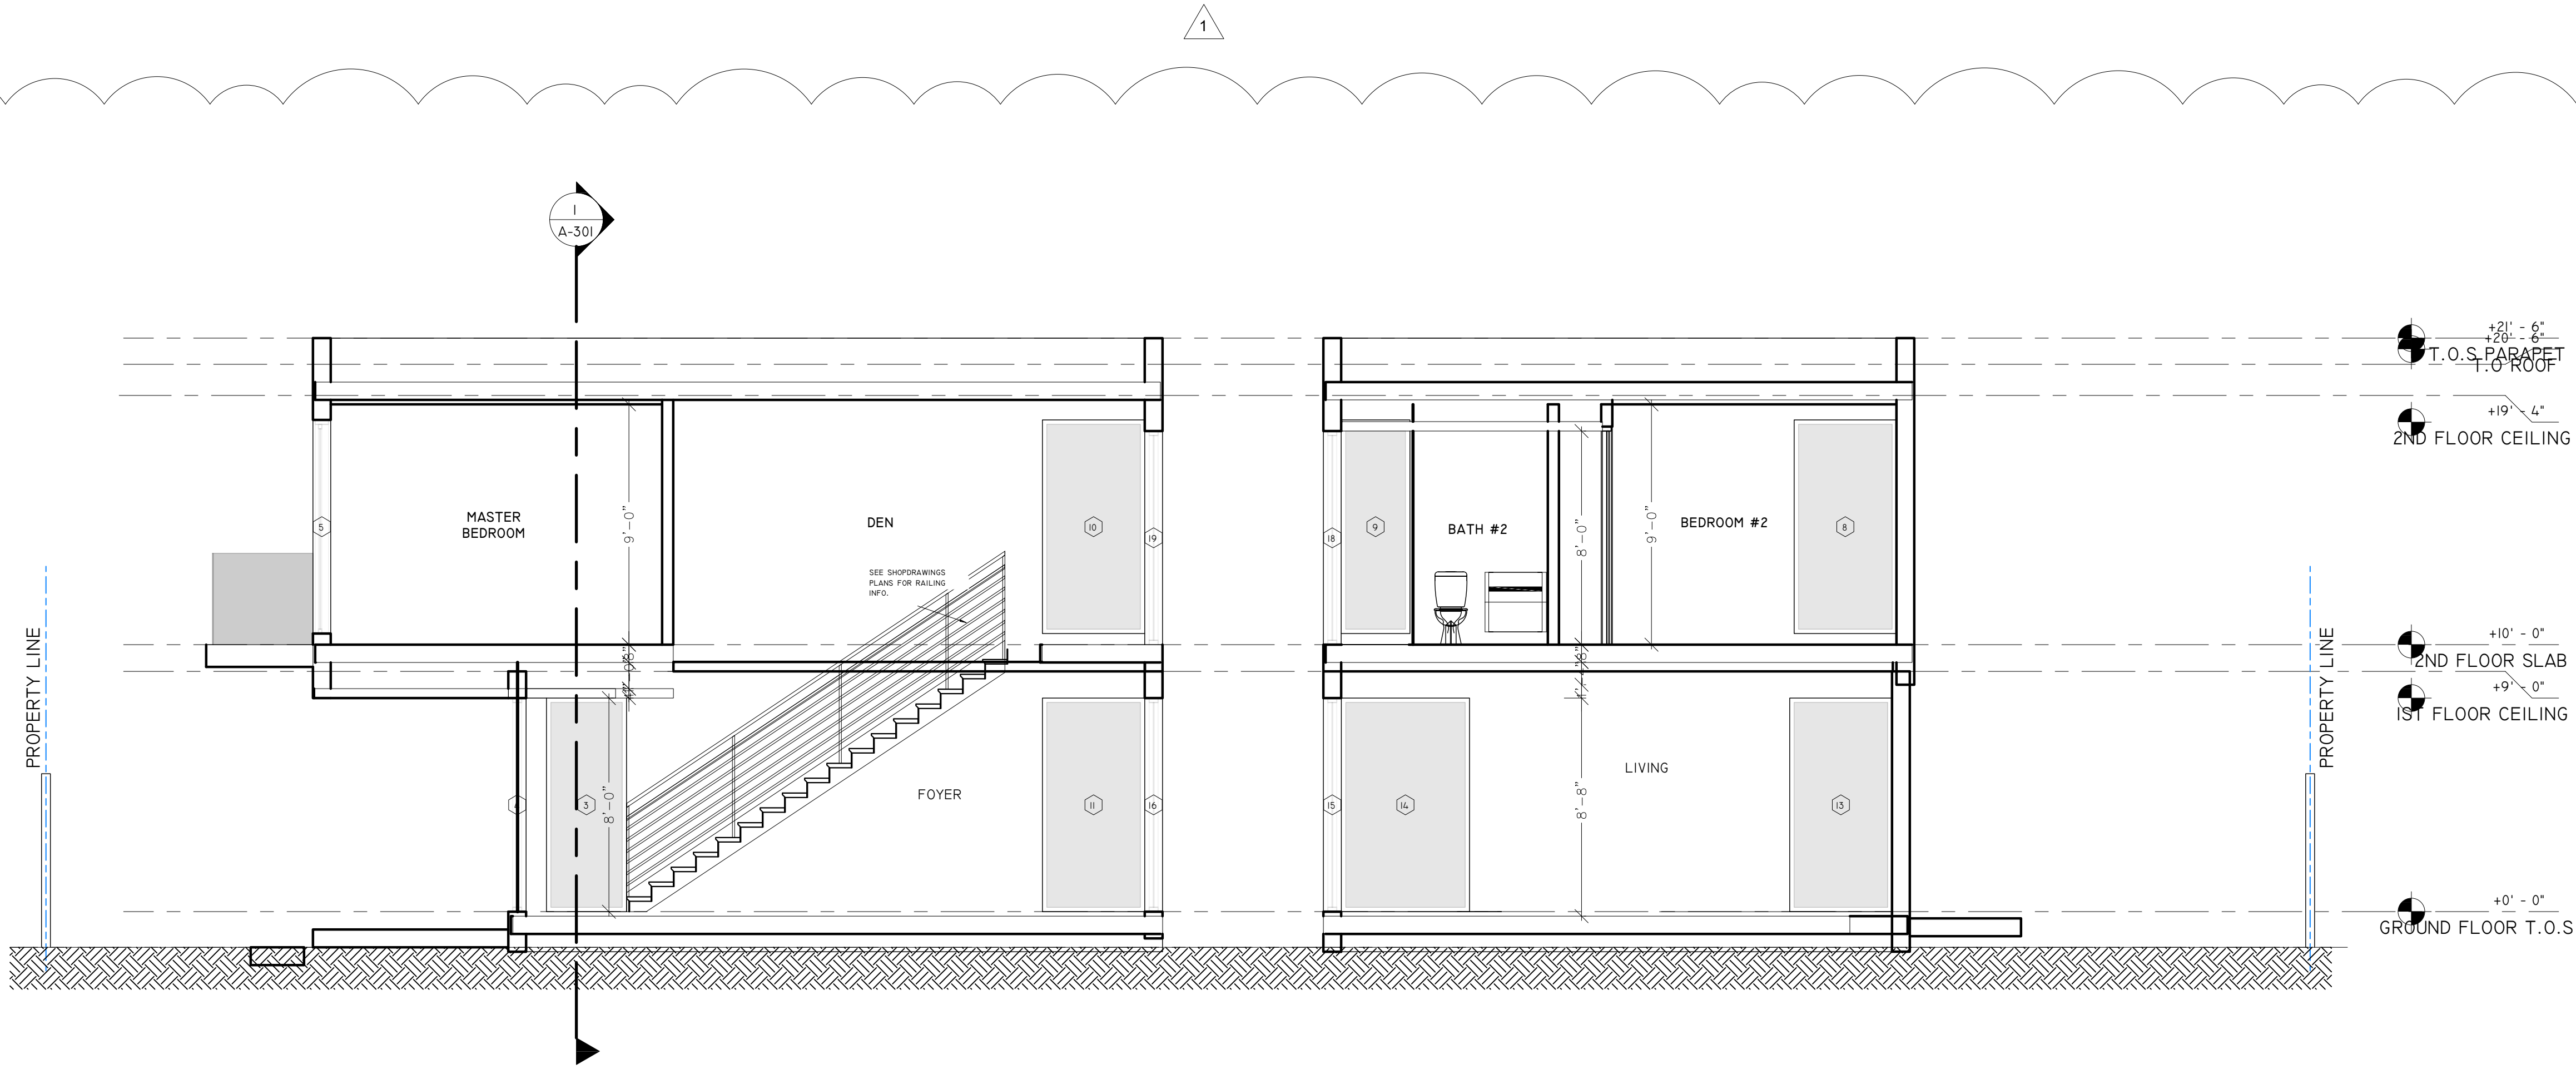 1
I
A-301
+21' - 6"
+20' - 6"
T.O.S PARAPET
T.O ROOF
+19' - 4"
2ND FLOOR CEILING
MASTER
BEDROOM
9'-0"
DEN
SEE SHOPDRAWINGS
PLANS FOR RAILING
INFO.
5
10
19
18
9
BATH #2
8'-0"
9'-0"
BEDROOM #2
8
+10' - 0"
2ND FLOOR SLAB
+9' - 0"
1ST FLOOR CEILING
PROPERTY LINE
PROPERTY LINE
3
8'-0"
FOYER
11
16
15
14
8'-8"
LIVING
13
+0' - 0"
GROUND FLOOR T.O.S